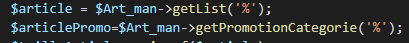 $article = $Art_man->getList('%');
$articlePromo=$Art_man->getPromotionCategorie('%');